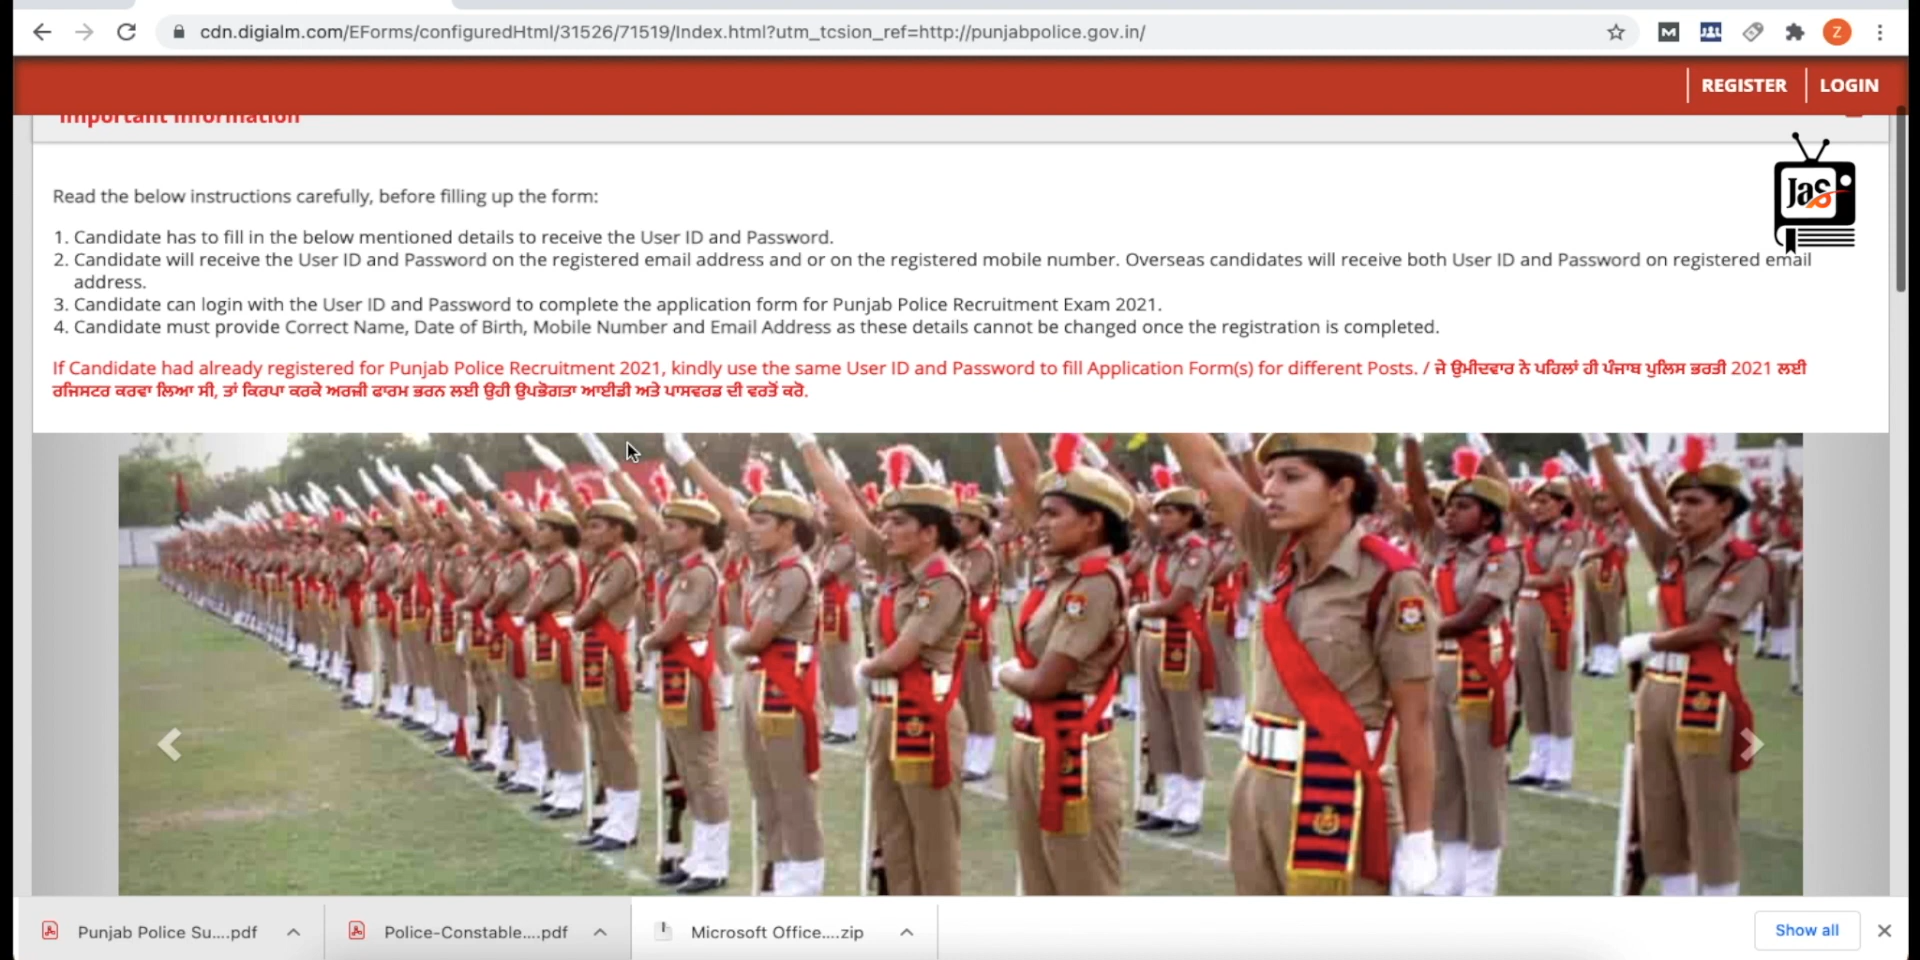 cdn.digialm.com/EForms/configuredHtml/31526/71519/Index.html?utm_tcsion_ref=http://punjabpolice.gov.in/
Z
REGISTER LOGIN
Important Information
Jas
Read the below instructions carefully, before filling up the form:
1. Candidate has to fill in the below mentioned details to receive the User ID and Password.
2. Candidate will receive the User ID and Password on the registered email address and or on the registered mobile number. Overseas candidates will receive both User ID and Password on registered email
address.
3. Candidate can login with the User ID and Password to complete the application form for Punjab Police Recruitment Exam 2021.
4. Candidate must provide Correct Name, Date of Birth, Mobile Number and Email Address as these details cannot be changed once the registration is completed.
If Candidate had already registered for Punjab Police Recruitment 2021, kindly use the same User ID and Password to fill Application Form(s) for different Posts. / ਜੇ ਉਮੀਦਵਾਰ ਨੇ ਪਹਿਲਾਂ ਹੀ ਪੰਜਾਬ ਪੁਲਿਸ ਭਰਤੀ 2021 ਲਈ
ਰਜਿਸਟਰ ਕਰਵਾ ਲਿਆ ਸੀ, ਤਾਂ ਕਿਰਪਾ ਕਰਕੇ ਅਰਜ਼ੀ ਫਾਰਮ ਭਰਨ ਲਈ ਉਹੀ ਉਪਭੋਗਤਾ ਆਈਡੀ ਅਤੇ ਪਾਸਵਰਡ ਦੀ ਵਰਤੋਂ ਕਰੋ.
Punjab Police Su....pdf Police-Constable....pdf Microsoft Office....zip Show all